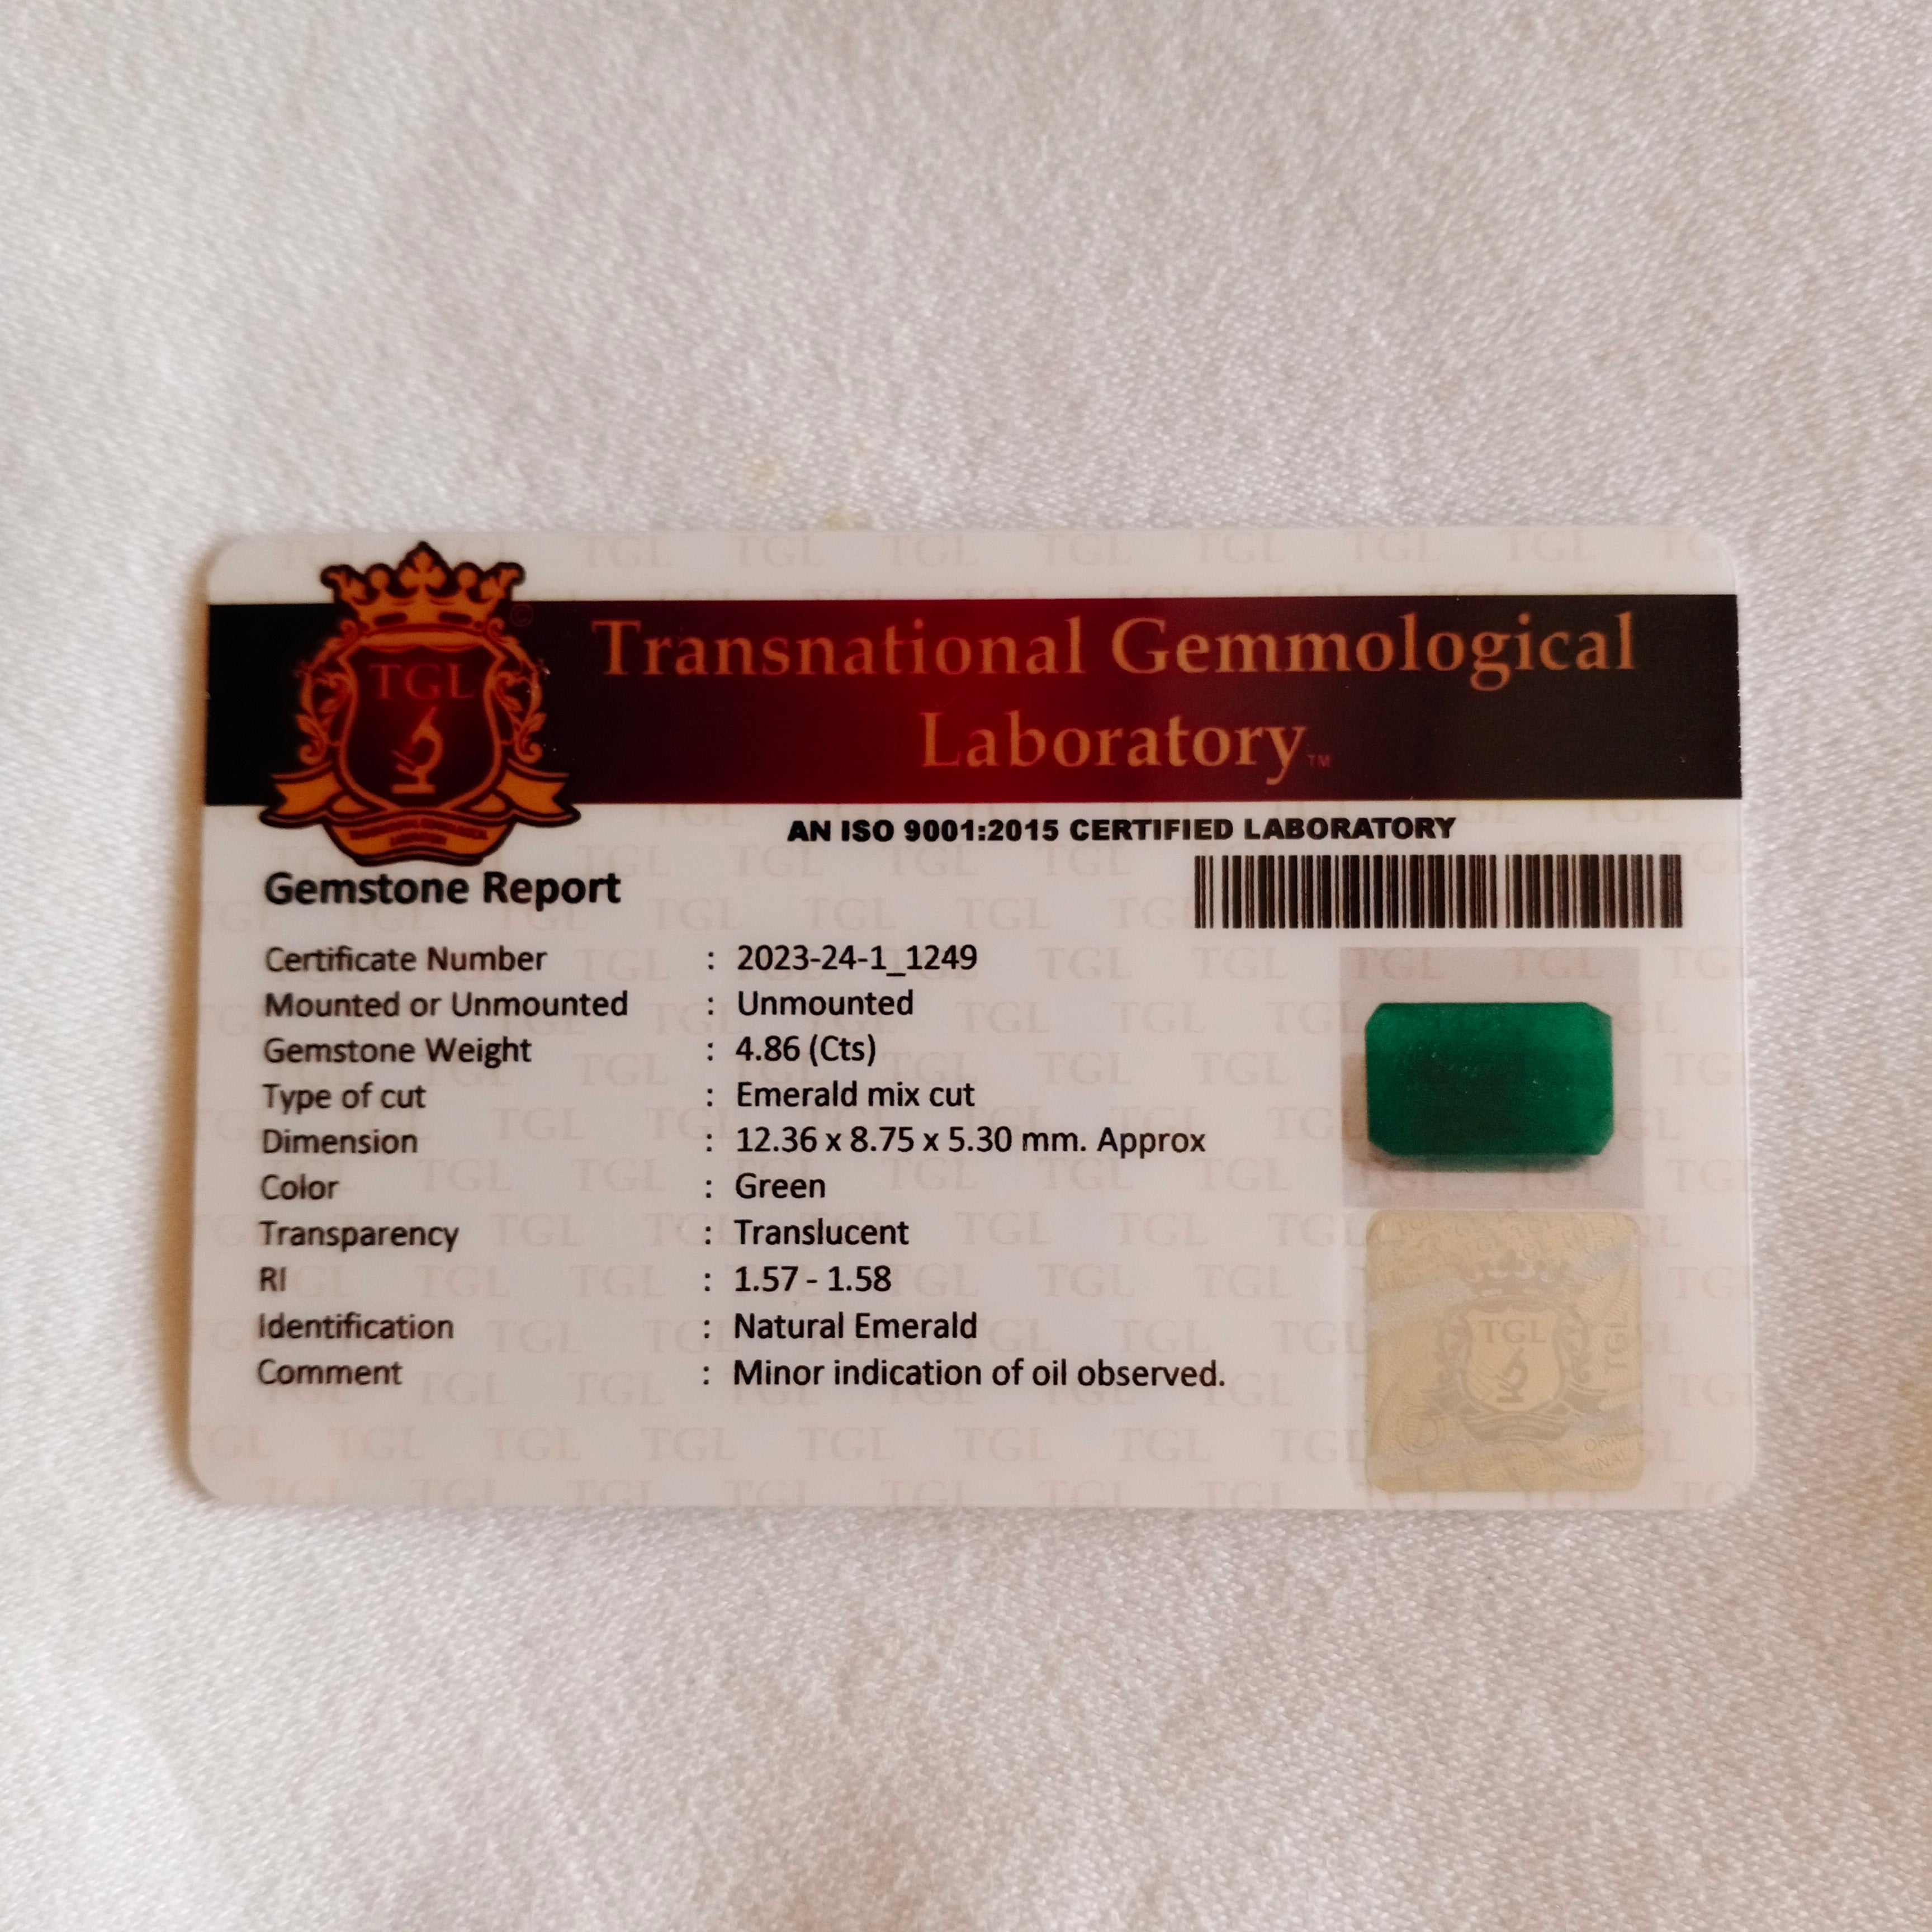 TGL
©
Transnational Gemmological
Laboratory™
AN ISO 9001:2015 CERTIFIED LABORATORY
Gemstone Report
Certificate Number : 2023-24-1_1249
Mounted or Unmounted : Unmounted
Gemstone Weight : 4.86 (Cts)
Type of cut : Emerald mix cut
Dimension : 12.36 x 8.75 x 5.30 mm. Approx
Color : Green
Transparency : Translucent
RI : 1.57 - 1.58
Identification : Natural Emerald
Comment : Minor indication of oil observed.
TGL